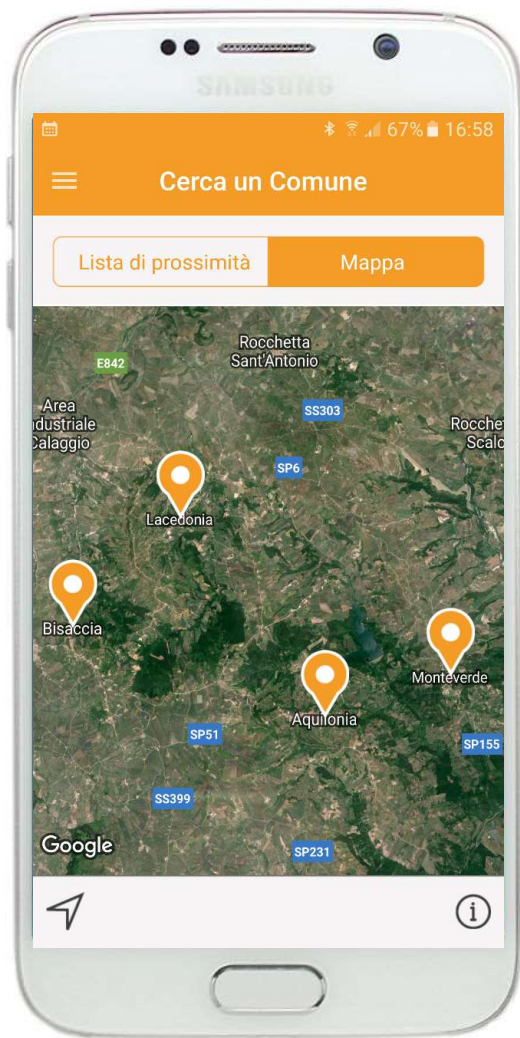 SAMSUNG
67% 16:58
Cerca un Comune
Lista di prossimità
Mappa
Rocchetta
Sant'Antonio
E842
Area
ndustriale
Calaggio
SS303
Rocche
Scalo
SP6
Lacedonia
Bisaccia
Monteverde
Aquilonia
SP51
SP155
SS399
Google
SP231